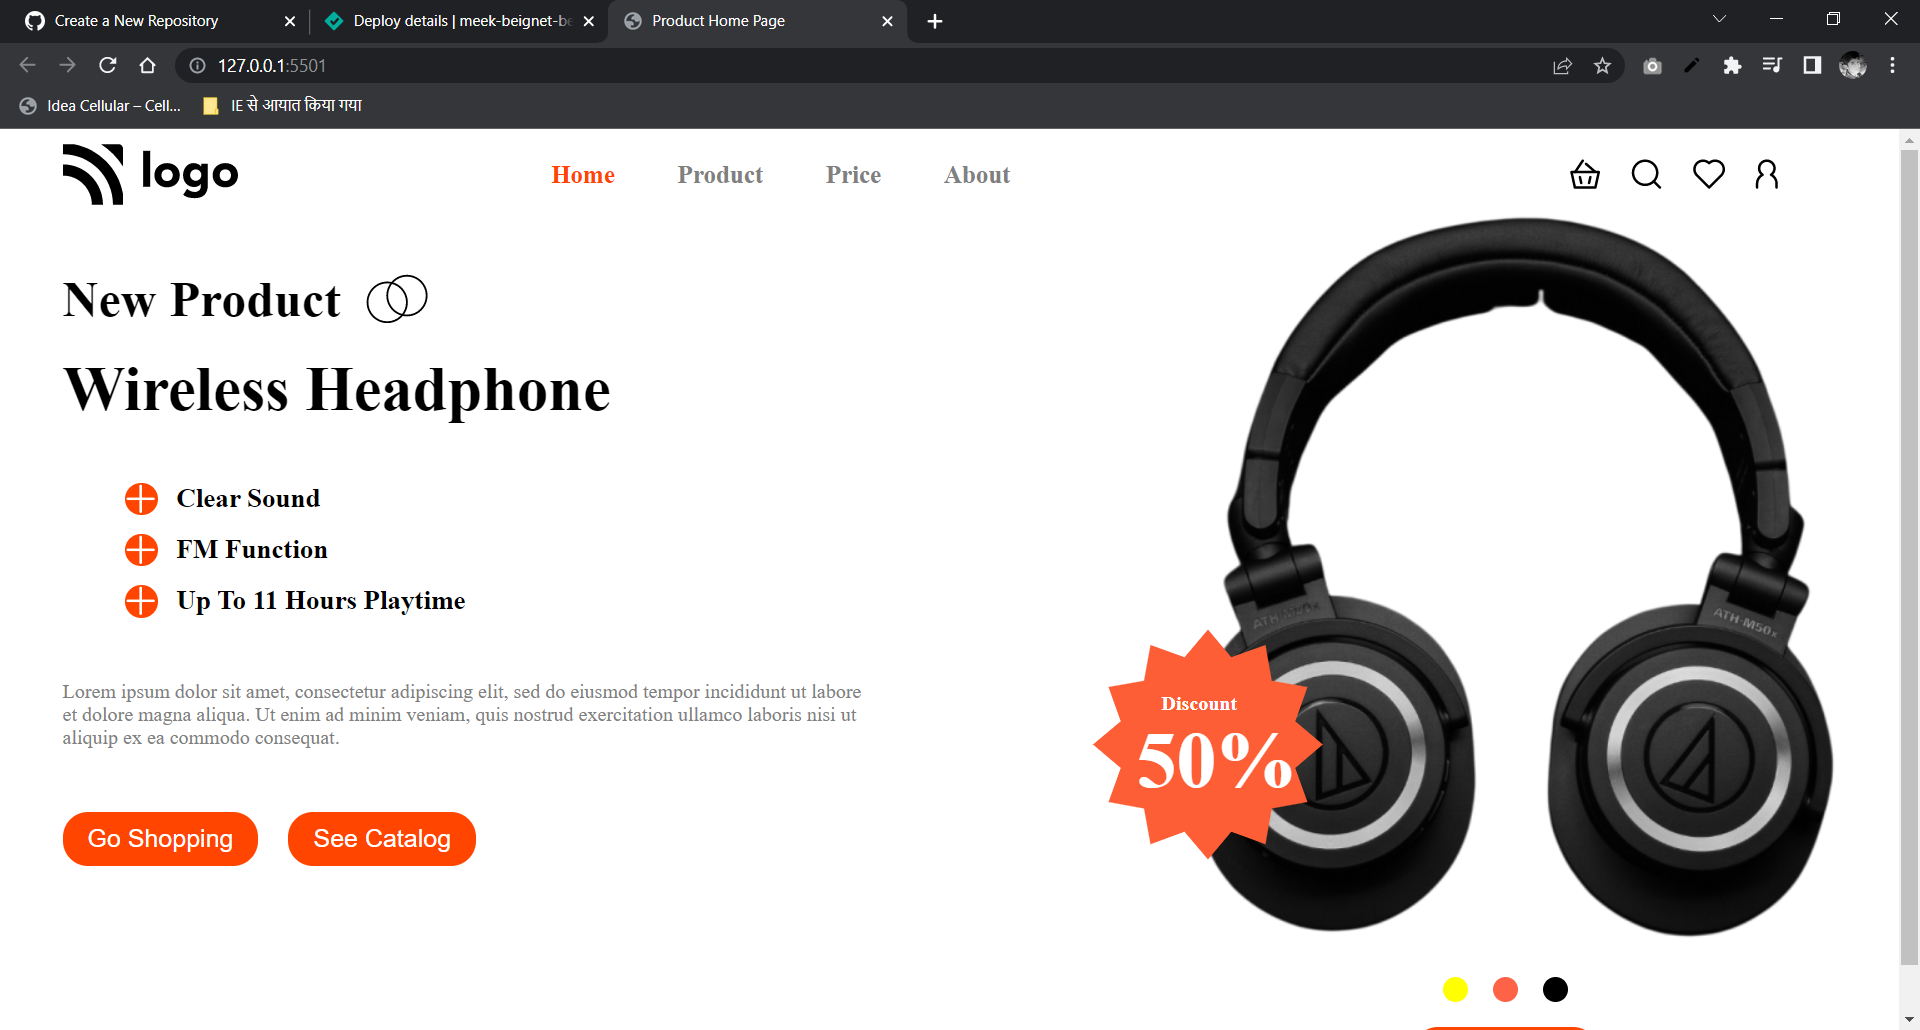 Create a New Repository
Deploy details | meek-beignet-b
Product Home Page
127.0.0.1:5501
Idea Cellular – Cell...
IE से आयात किया गया
logo
Home Product Price About
New Product
Wireless Headphone
Clear Sound
FM Function
Up To 11 Hours Playtime
ATH-M50x
ATH-M50x
Lorem ipsum dolor sit amet, consectetur adipiscing elit, sed do eiusmod tempor incididunt ut labore
et dolore magna aliqua. Ut enim ad minim veniam, quis nostrud exercitation ullamco laboris nisi ut
aliquip ex ea commodo consequat.
Discount
50%
Go Shopping See Catalog